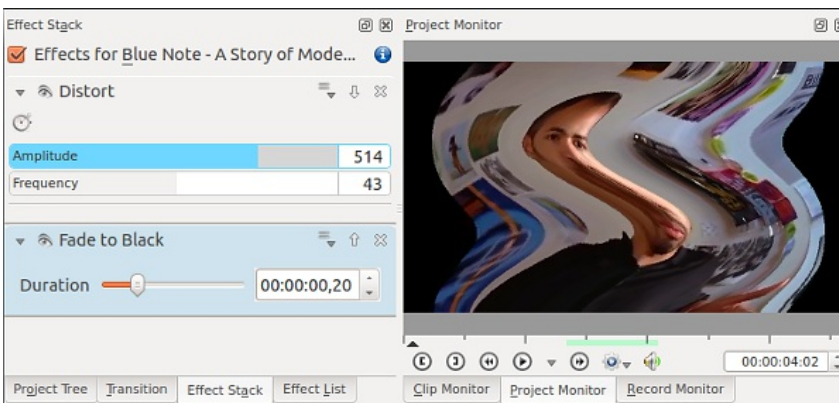 Effect Stack
Effects for Blue Note - A Story of Mode...
Distort
Amplitude 514
Frequency 43
Fade to Black
Duration 00:00:00,20
Project Tree Transition Effect Stack Effect List
Project Monitor
00:00:04:02
Clip Monitor Project Monitor Record Monitor